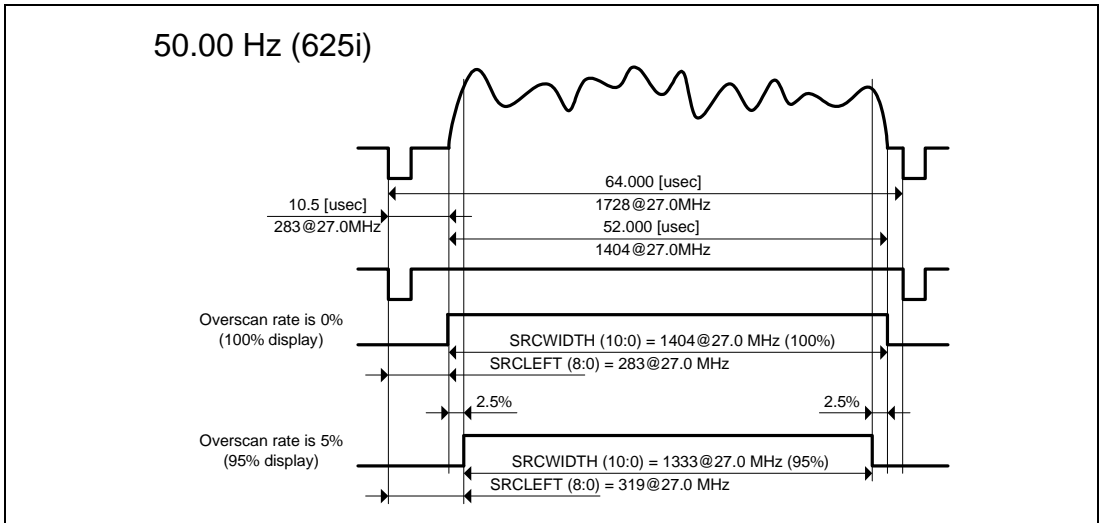 50.00 Hz (625i)
64.000 [usec]
1728@27.0MHz
10.5 [usec]
283@27.0MHz
52.000 [usec]
1404@27.0MHz
Overscan rate is 0%
(100% display)
SRCWIDTH (10:0) = 1404@27.0 MHz (100%)
SRCLEFT (8:0) = 283@27.0 MHz
2.5%
2.5%
Overscan rate is 5%
(95% display)
SRCWIDTH (10:0) = 1333@27.0 MHz (95%)
SRCLEFT (8:0) = 319@27.0 MHz